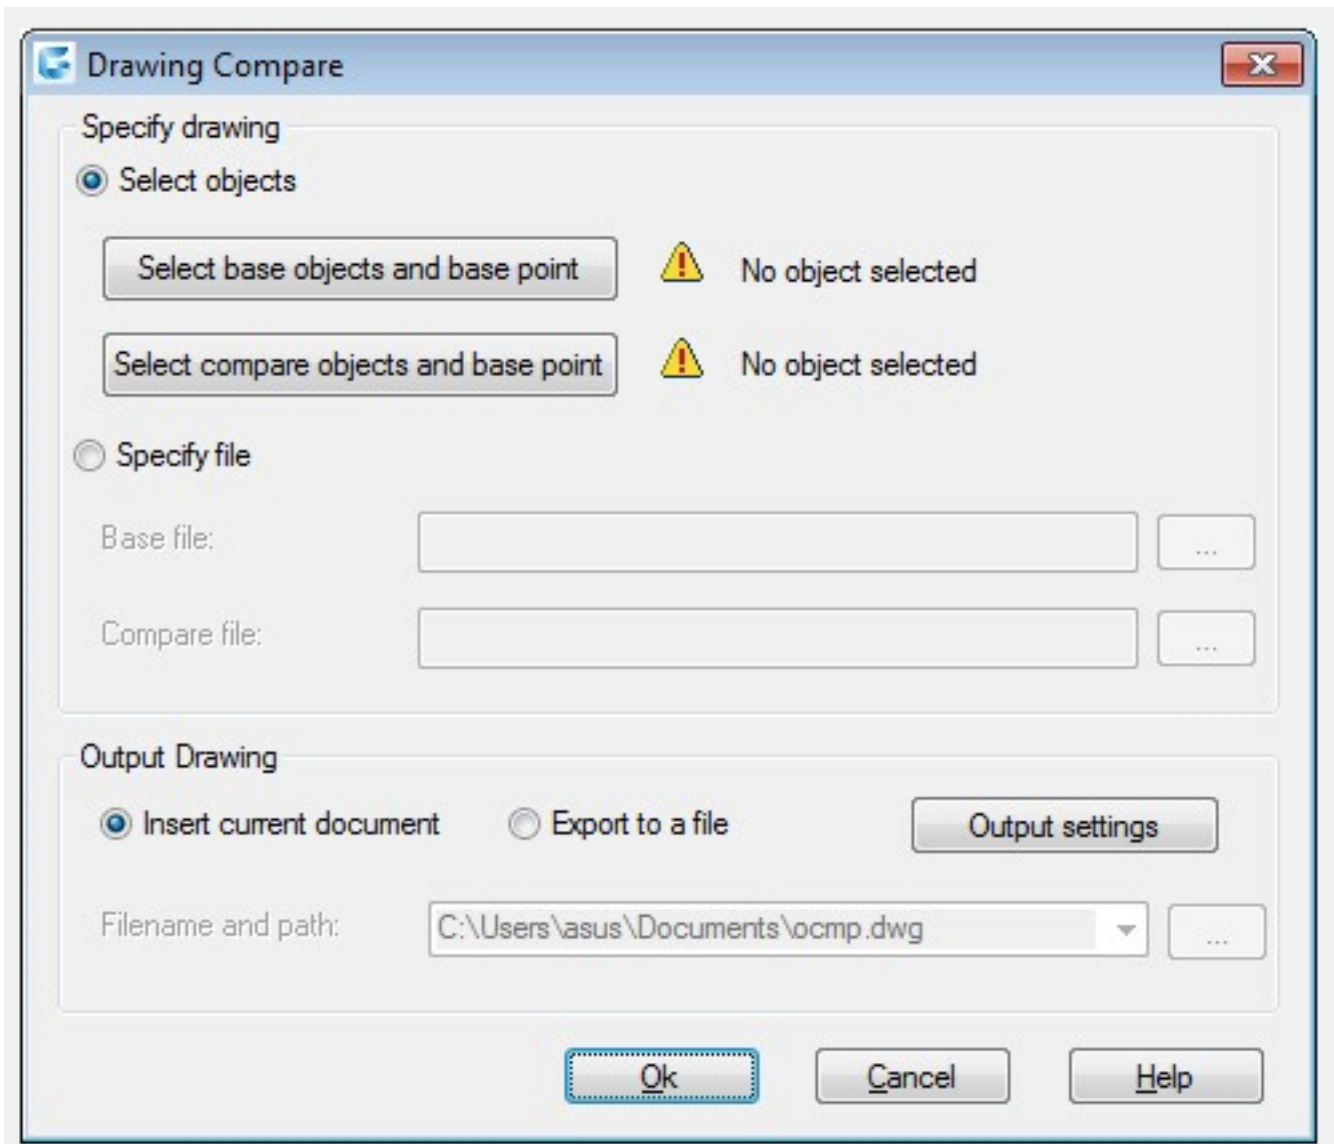 Drawing Compare
Specify drawing
Select objects
Select base objects and base point No object selected
Select compare objects and base point No object selected
Specify file
Base file: ...
Compare file: ...
Output Drawing
Insert current document Export to a file Output settings
Filename and path: C:\Users\asus\Documents\ocmp.dwg ...
Ok Cancel Help